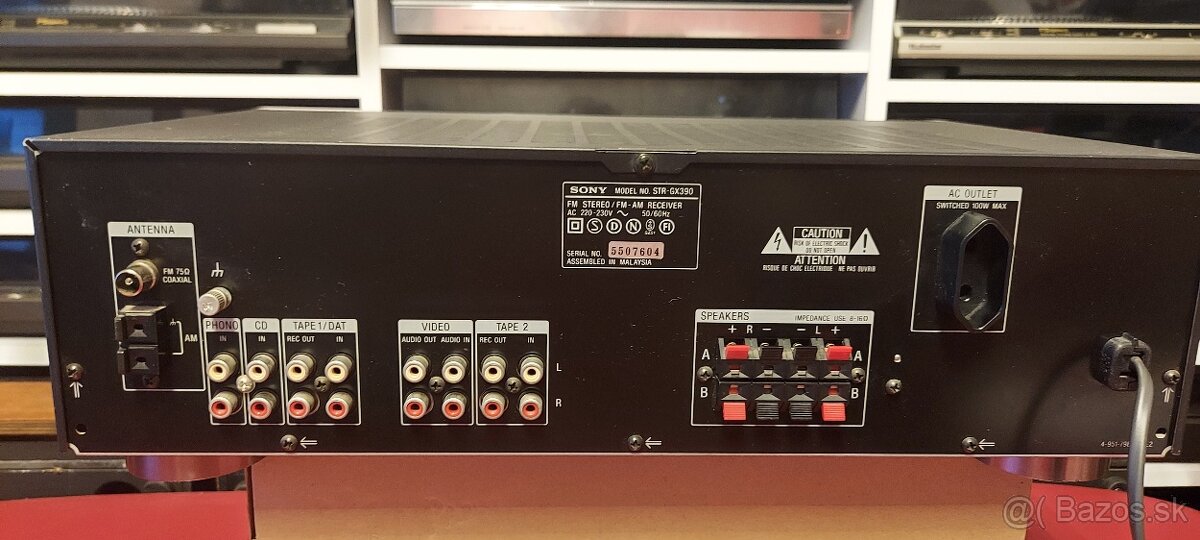 SONY MODEL NO. STR-GX390
FM STEREO / FM-AM RECEIVER
AC 220-230V ~ 50/60Hz
S D N FI
SERIAL NO. 5507604
ASSEMBLED IN MALAYSIA
AC OUTLET
SWITCHED 100W MAX
CAUTION
RISK OF ELECTRIC SHOCK
DO NOT OPEN
ATTENTION
RISQUE DE CHOC ELECTRIQUE NE PAS OUVRIR
ANTENNA
FM 75Ω
COAXIAL
AM
PHONO
IN
CD
IN
TAPE 1/DAT
REC OUT IN
VIDEO
AUDIO OUT AUDIO IN
TAPE 2
REC OUT IN
L
R
SPEAKERS IMPEDANCE USE 8-16Ω
+ R − − L +
A A
B B
@( Bazos.sk